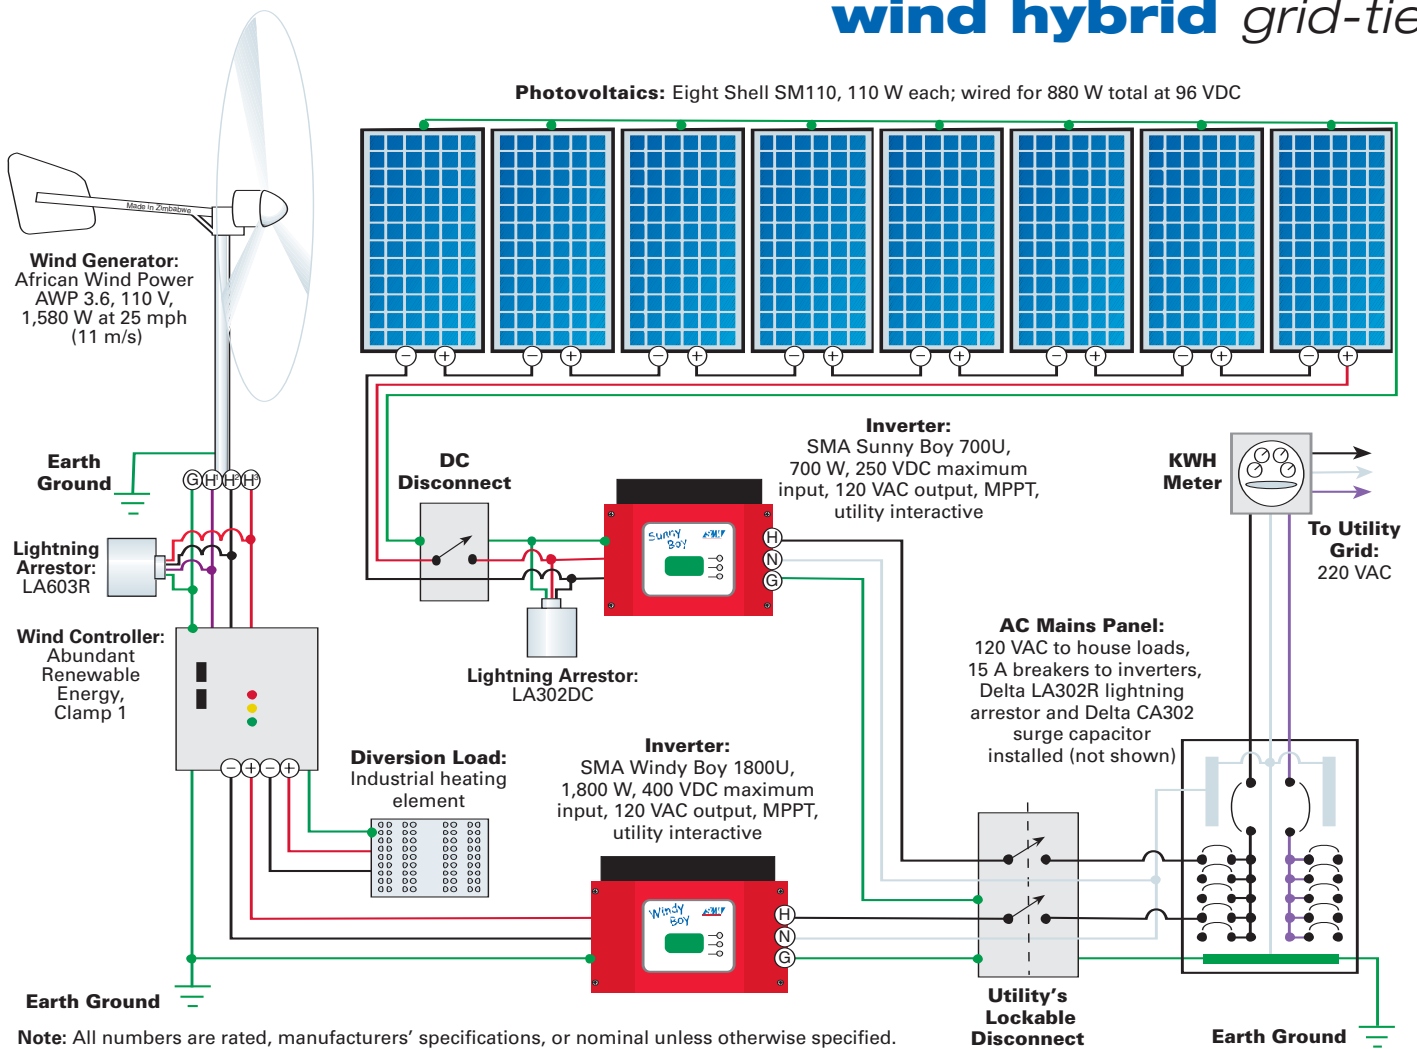 wind hybrid grid-tie
Photovoltaics: Eight Shell SM110, 110 W each; wired for 880 W total at 96 VDC
Made in Zimbabwe
Wind Generator:
African Wind Power
AWP 3.6, 110 V,
1,580 W at 25 mph
(11 m/s)
− + − + − + − + − + − + − + − +
Earth
Ground
G H1 H2 H3
Lightning
Arrestor:
LA603R
DC
Disconnect
Inverter:
SMA Sunny Boy 700U,
700 W, 250 VDC maximum
input, 120 VAC output, MPPT,
utility interactive
Sunny
Boy
SMA
H
N
G
KWH
Meter
To Utility
Grid:
220 VAC
Wind Controller:
Abundant
Renewable
Energy,
Clamp 1
Lightning Arrestor:
LA302DC
AC Mains Panel:
120 VAC to house loads,
15 A breakers to inverters,
Delta LA302R lightning
arrestor and Delta CA302
surge capacitor
installed (not shown)
− + − +
Diversion Load:
Industrial heating
element
Inverter:
SMA Windy Boy 1800U,
1,800 W, 400 VDC maximum
input, 120 VAC output, MPPT,
utility interactive
Windy
Boy
SMA
H
N
G
Earth Ground
Utility's
Lockable
Disconnect
Earth Ground
Note: All numbers are rated, manufacturers' specifications, or nominal unless otherwise specified.